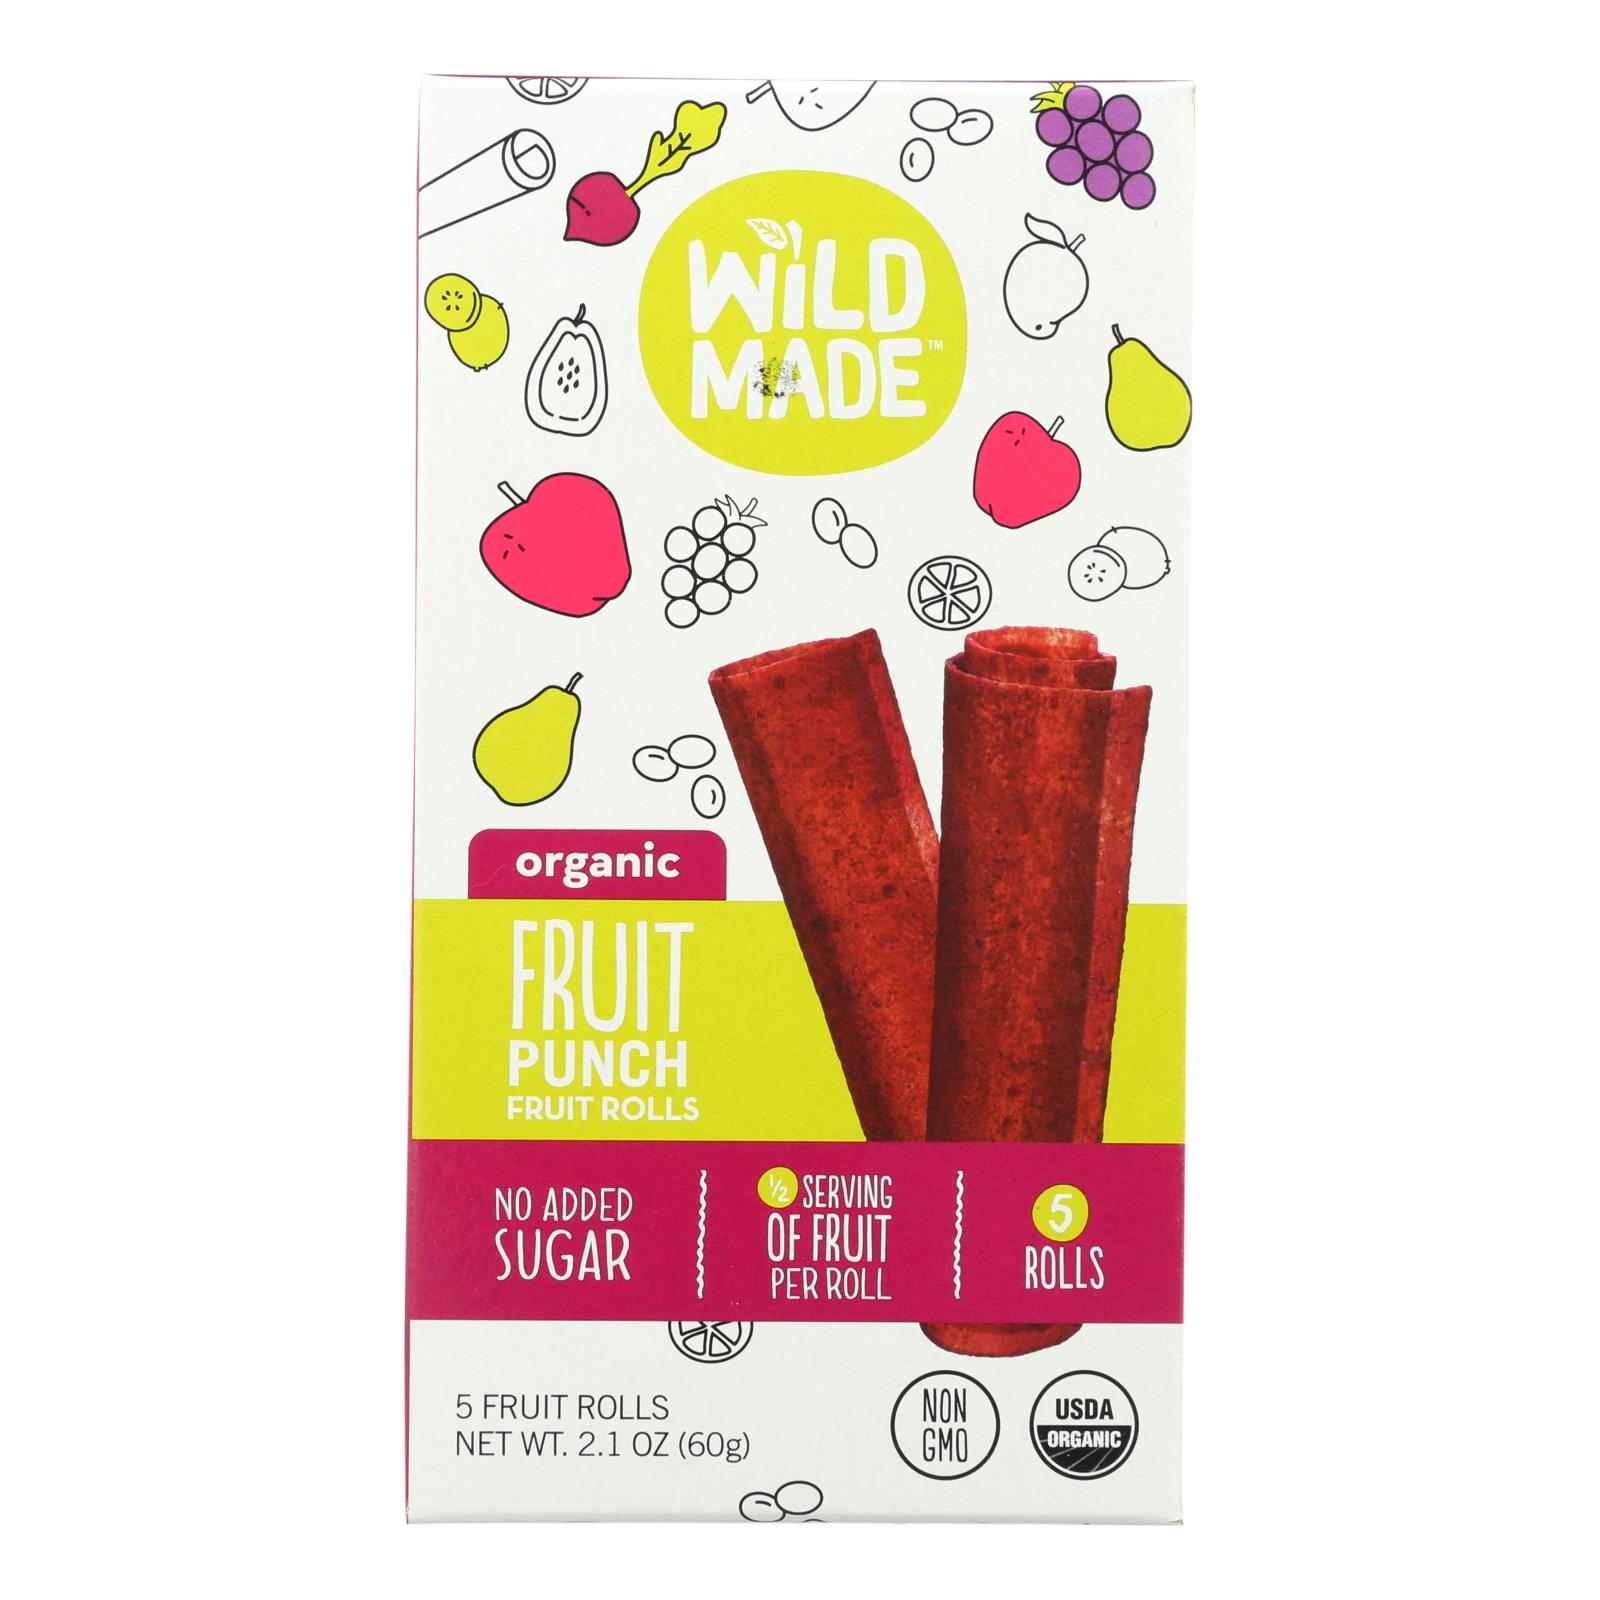 WiLD
MADE™
organic
FRUIT
PUNCH
FRUIT ROLLS
NO ADDED
SUGAR
½ SERVING
OF FRUIT
PER ROLL
5
ROLLS
5 FRUIT ROLLS
NET WT. 2.1 OZ (60g)
NON
GMO
USDA
ORGANIC